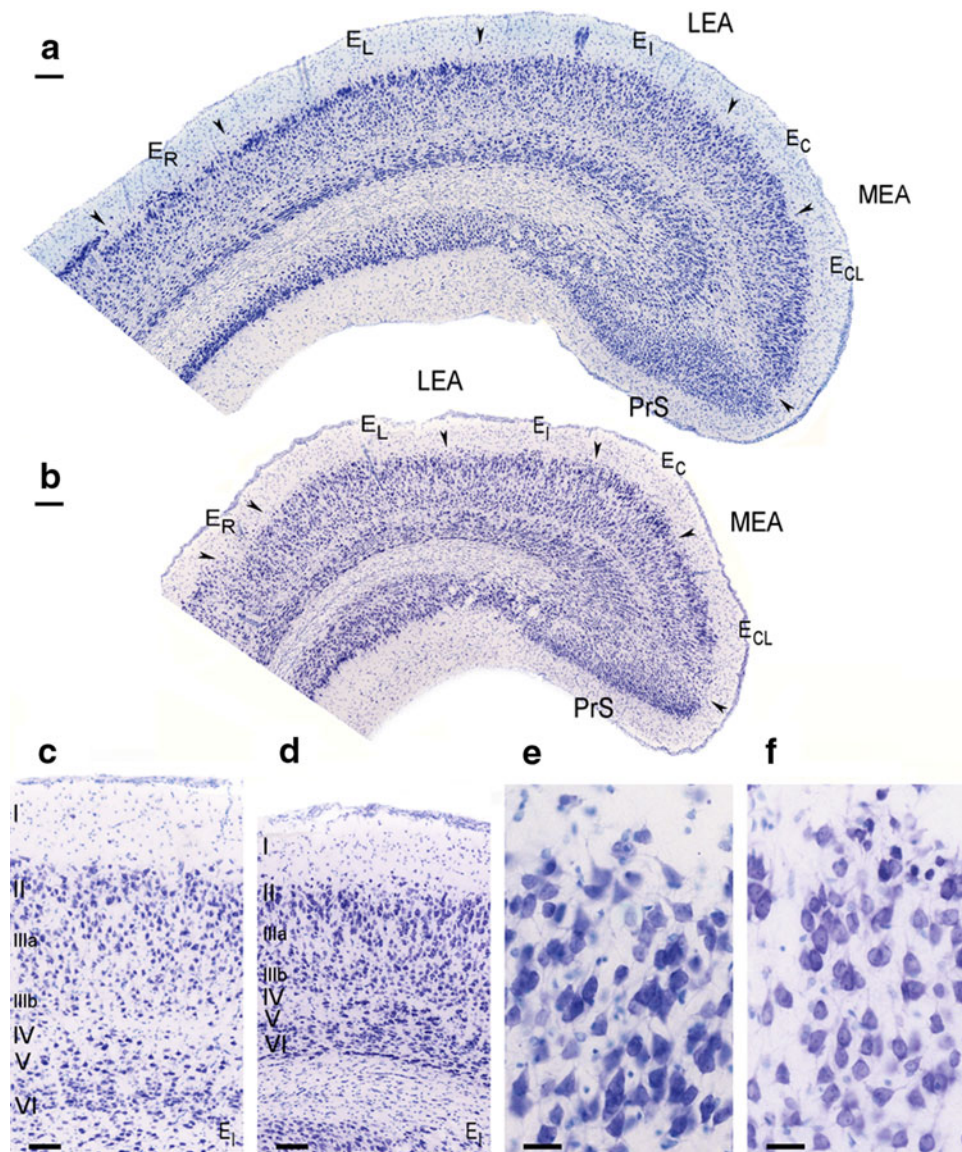 a
E_L
E_I
LEA
E_R
E_C
MEA
E_CL
PrS
LEA
b
E_L
E_I
E_C
E_R
MEA
E_CL
PrS
c
I
II
IIIa
IIIb
IV
V
VI
E_I
d
I
II
IIIa
IIIb
IV
V
VI
E_I
e
f